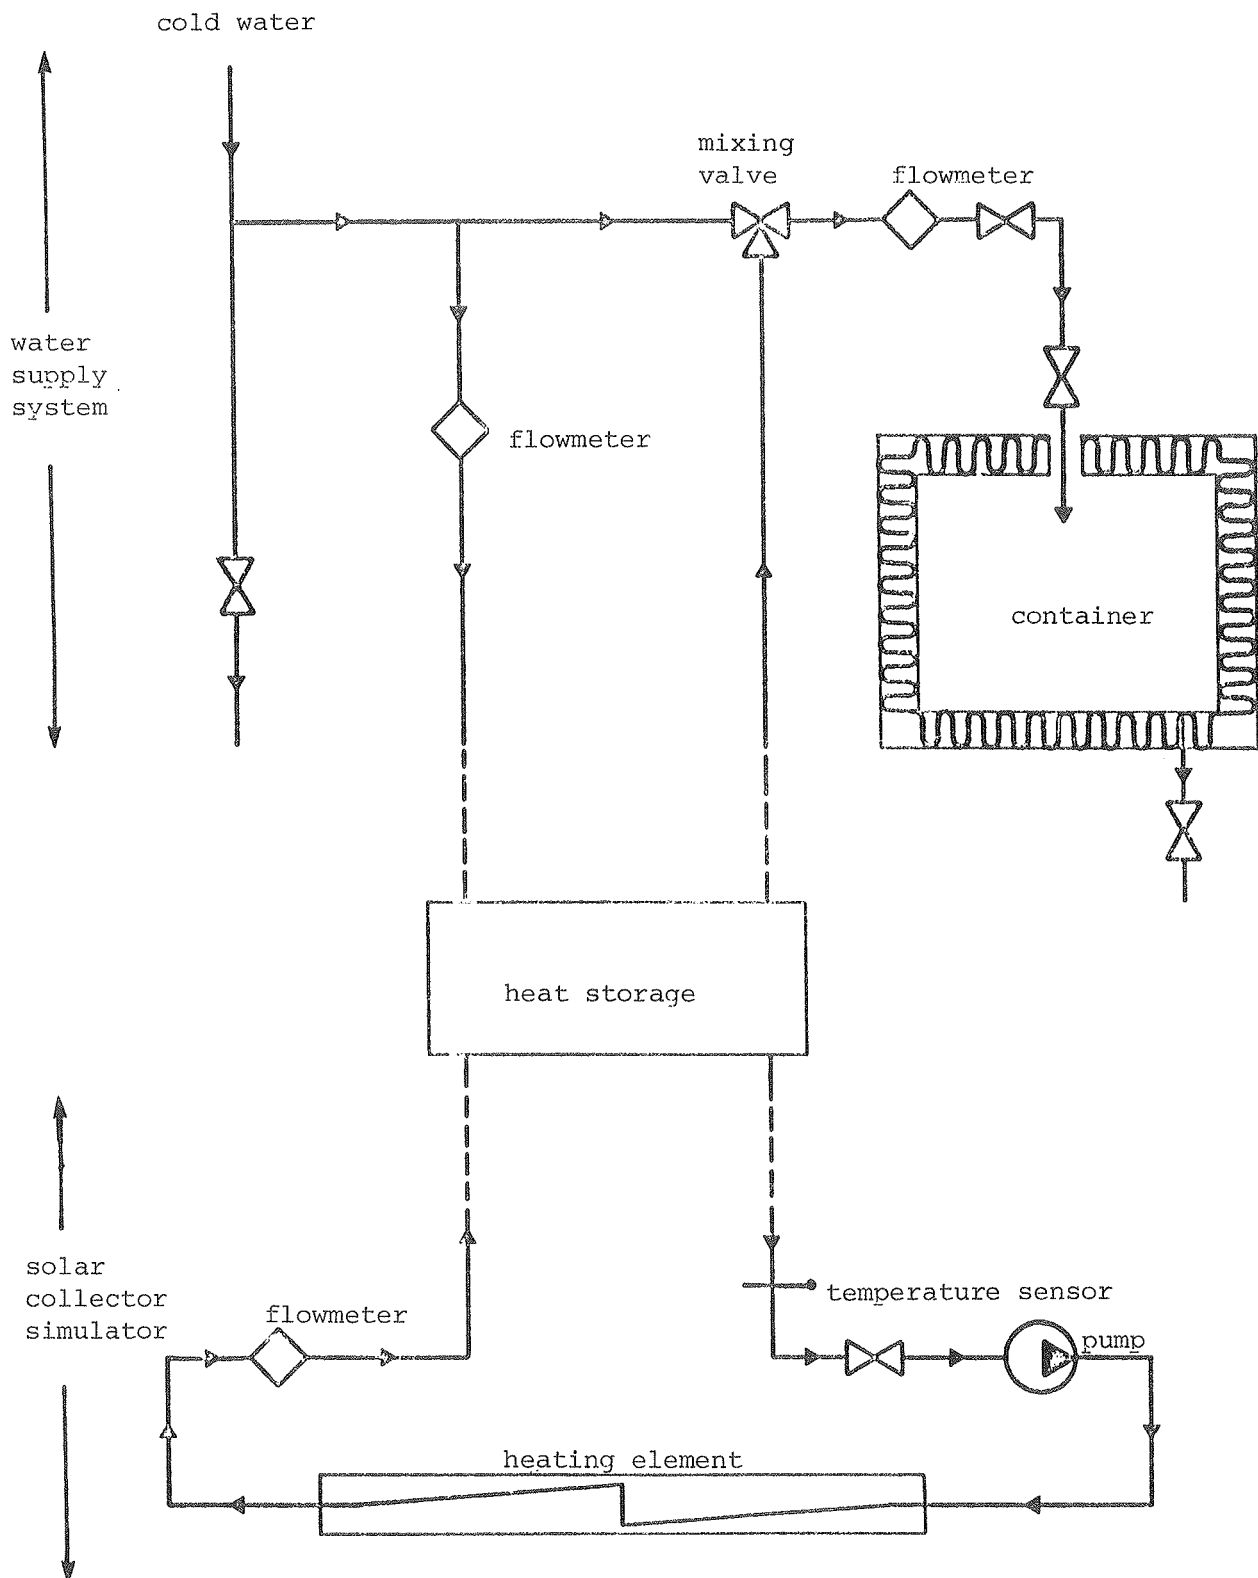 cold water
mixing
valve
flowmeter
water
supply
system
flowmeter
container
heat storage
solar
collector
simulator
flowmeter
temperature sensor
pump
heating element